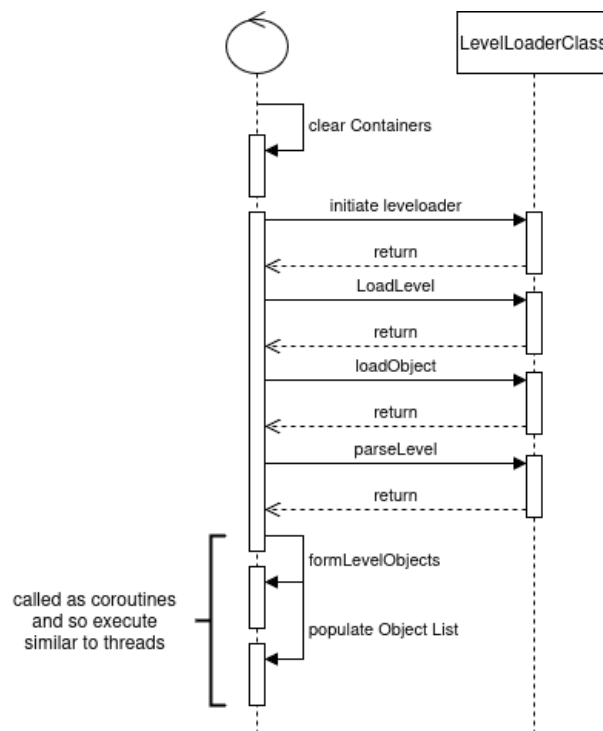 LevelLoaderClass
clear Containers
initiate leveloader
return
LoadLevel
return
loadObject
return
parseLevel
return
formLevelObjects
called as coroutines
and so execute
similar to threads
populate Object List